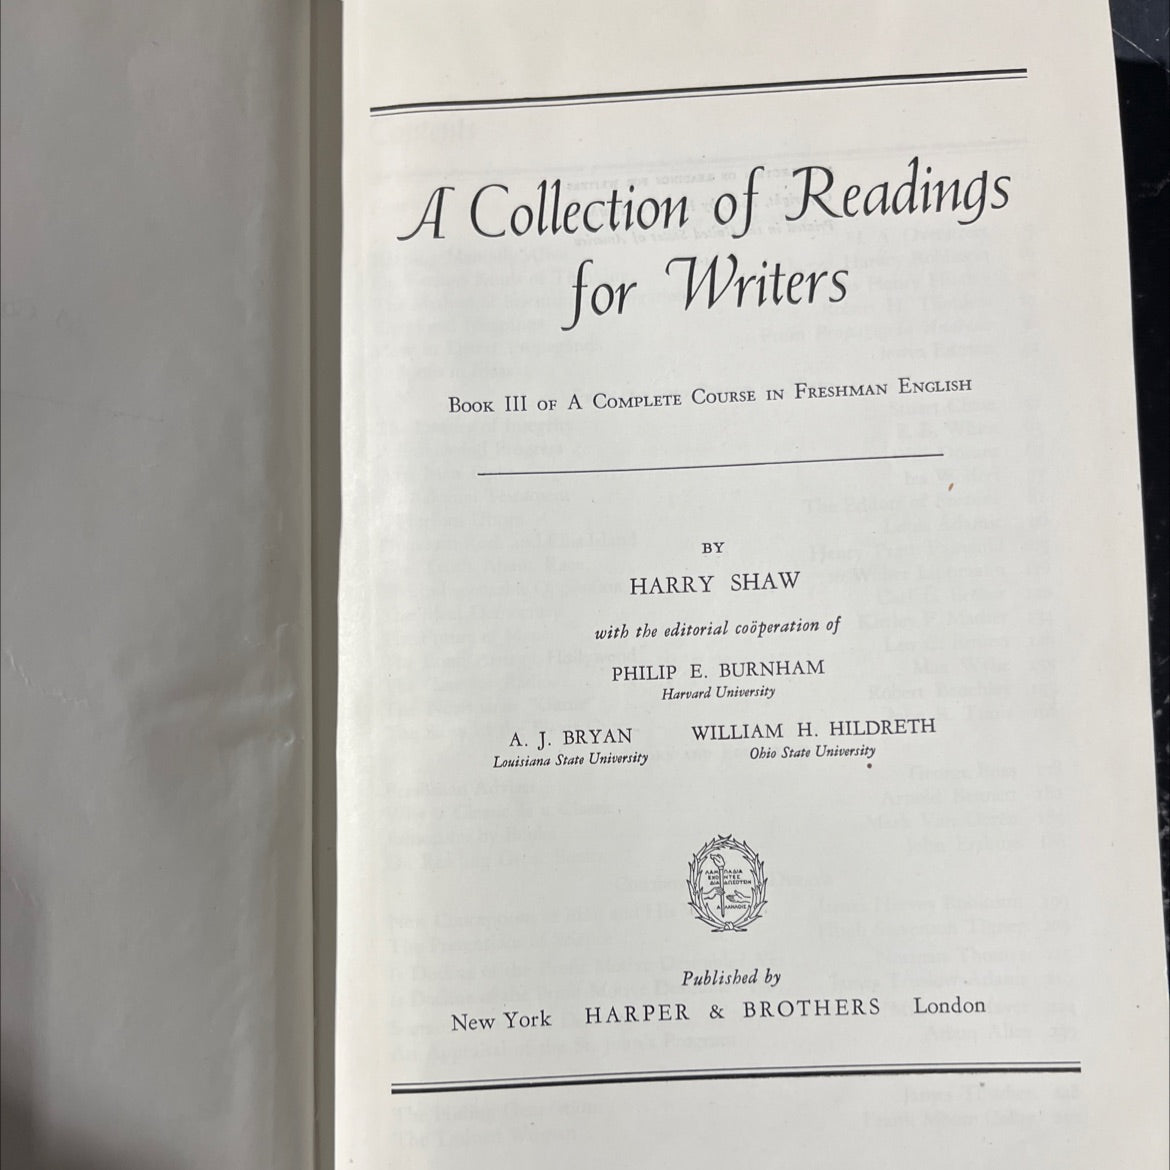 A Collection of Readings
for Writers
Book III of A Complete Course in Freshman English
BY
HARRY SHAW
with the editorial coöperation of
PHILIP E. BURNHAM
Harvard University
A. J. BRYAN WILLIAM H. HILDRETH
Louisiana State University Ohio State University
Published by
New York HARPER & BROTHERS London